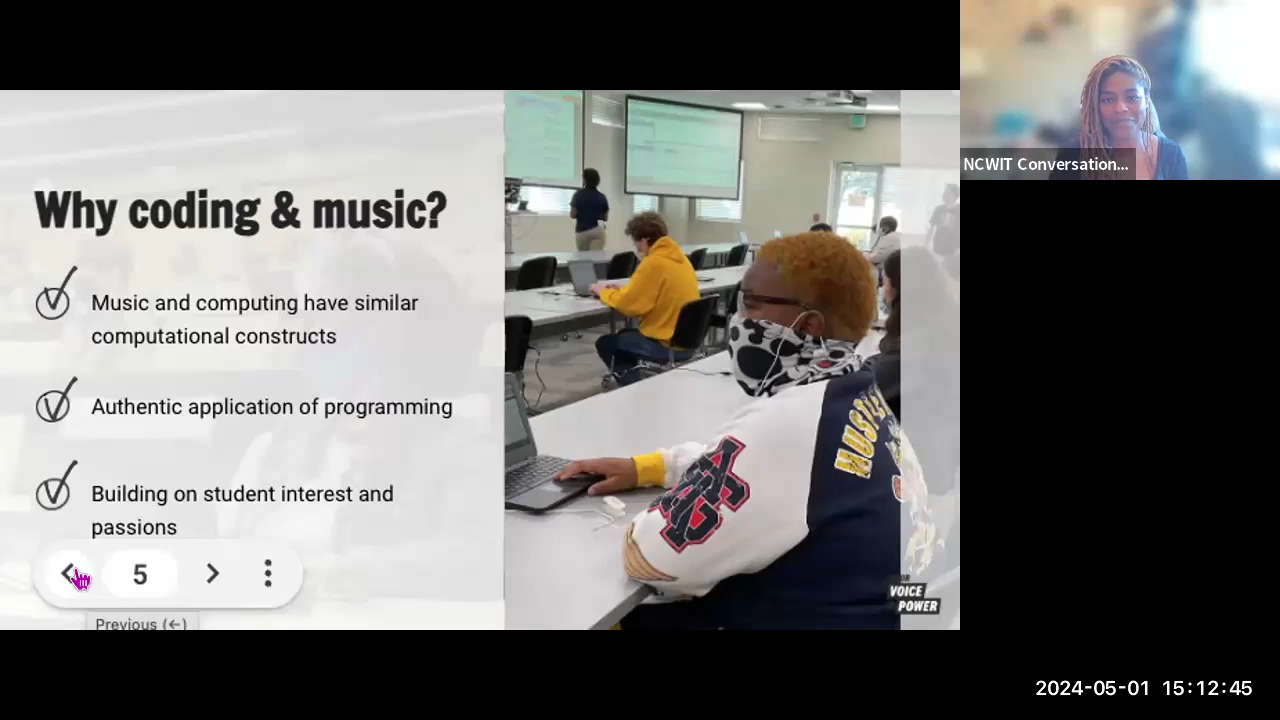 Why coding & music?
Music and computing have similar
computational constructs
Authentic application of programming
Building on student interest and
passions
5
Previous (←)
VOICE
POWER
NCWIT Conversation...
2024-05-01 15:12:45